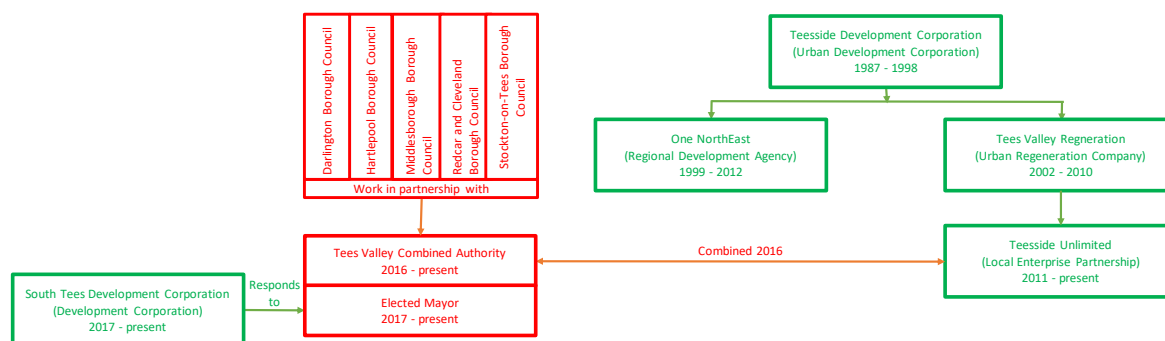 Darlington Borough Council
Hartlepool Borough Council
Middlesborough Borough
Council
Redcar and Cleveland
Borough Council
Stockton-on-Tees Borough
Council
Work in partnership with
Teesside Development Corporation
(Urban Development Corporation)
1987 - 1998
One NorthEast
(Regional Development Agency)
1999 - 2012
Tees Valley Regneration
(Urban Regeneration Company)
2002 - 2010
Tees Valley Combined Authority
2016 - present
Combined 2016
Teesside Unlimited
(Local Enterprise Partnership)
2011 - present
South Tees Development Corporation
(Development Corporation)
2017 - present
Responds
to
Elected Mayor
2017 - present